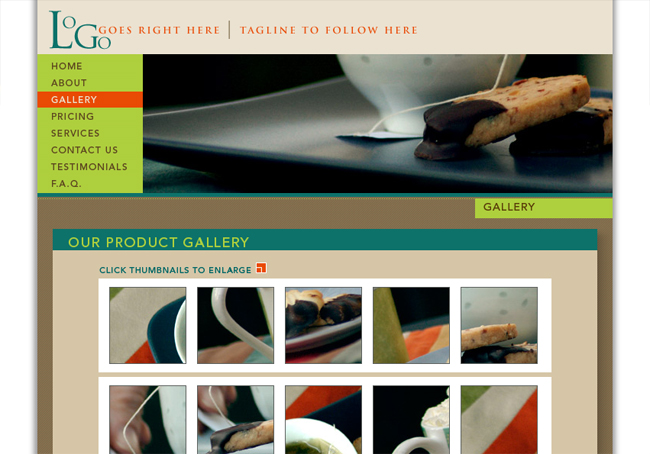 LoGo GOES RIGHT HERE | TAGLINE TO FOLLOW HERE
HOME
ABOUT
GALLERY
PRICING
SERVICES
CONTACT US
TESTIMONIALS
F.A.Q.
GALLERY
OUR PRODUCT GALLERY
CLICK THUMBNAILS TO ENLARGE